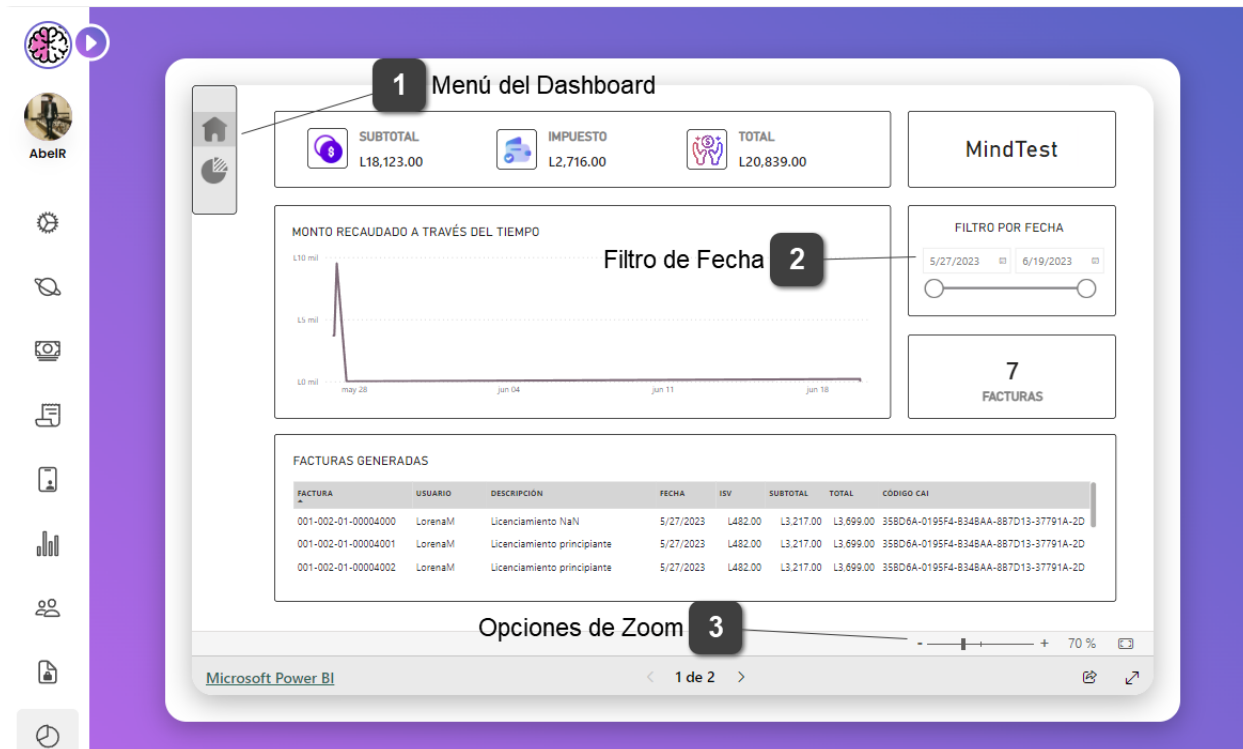 AbelR
1 Menú del Dashboard
SUBTOTAL
L18,123.00
IMPUESTO
L2,716.00
TOTAL
L20,839.00
MindTest
MONTO RECAUDADO A TRAVÉS DEL TIEMPO
L10 mil
L5 mil
L0 mil
may 28
jun 04
jun 11
jun 18
Filtro de Fecha 2
FILTRO POR FECHA
5/27/2023 6/19/2023
7
FACTURAS
FACTURAS GENERADAS
FACTURA USUARIO DESCRIPCIÓN FECHA ISV SUBTOTAL TOTAL CÓDIGO CAI
001-002-01-00004000 LorenaM Licenciamiento NaN 5/27/2023 L482.00 L3,217.00 L3,699.00 35BD6A-0195F4-B34BAA-8B7D13-37791A-2D
001-002-01-00004001 LorenaM Licenciamiento principiante 5/27/2023 L482.00 L3,217.00 L3,699.00 35BD6A-0195F4-B34BAA-8B7D13-37791A-2D
001-002-01-00004002 LorenaM Licenciamiento principiante 5/27/2023 L482.00 L3,217.00 L3,699.00 35BD6A-0195F4-B34BAA-8B7D13-37791A-2D
Opciones de Zoom 3
- + 70 %
Microsoft Power BI
1 de 2